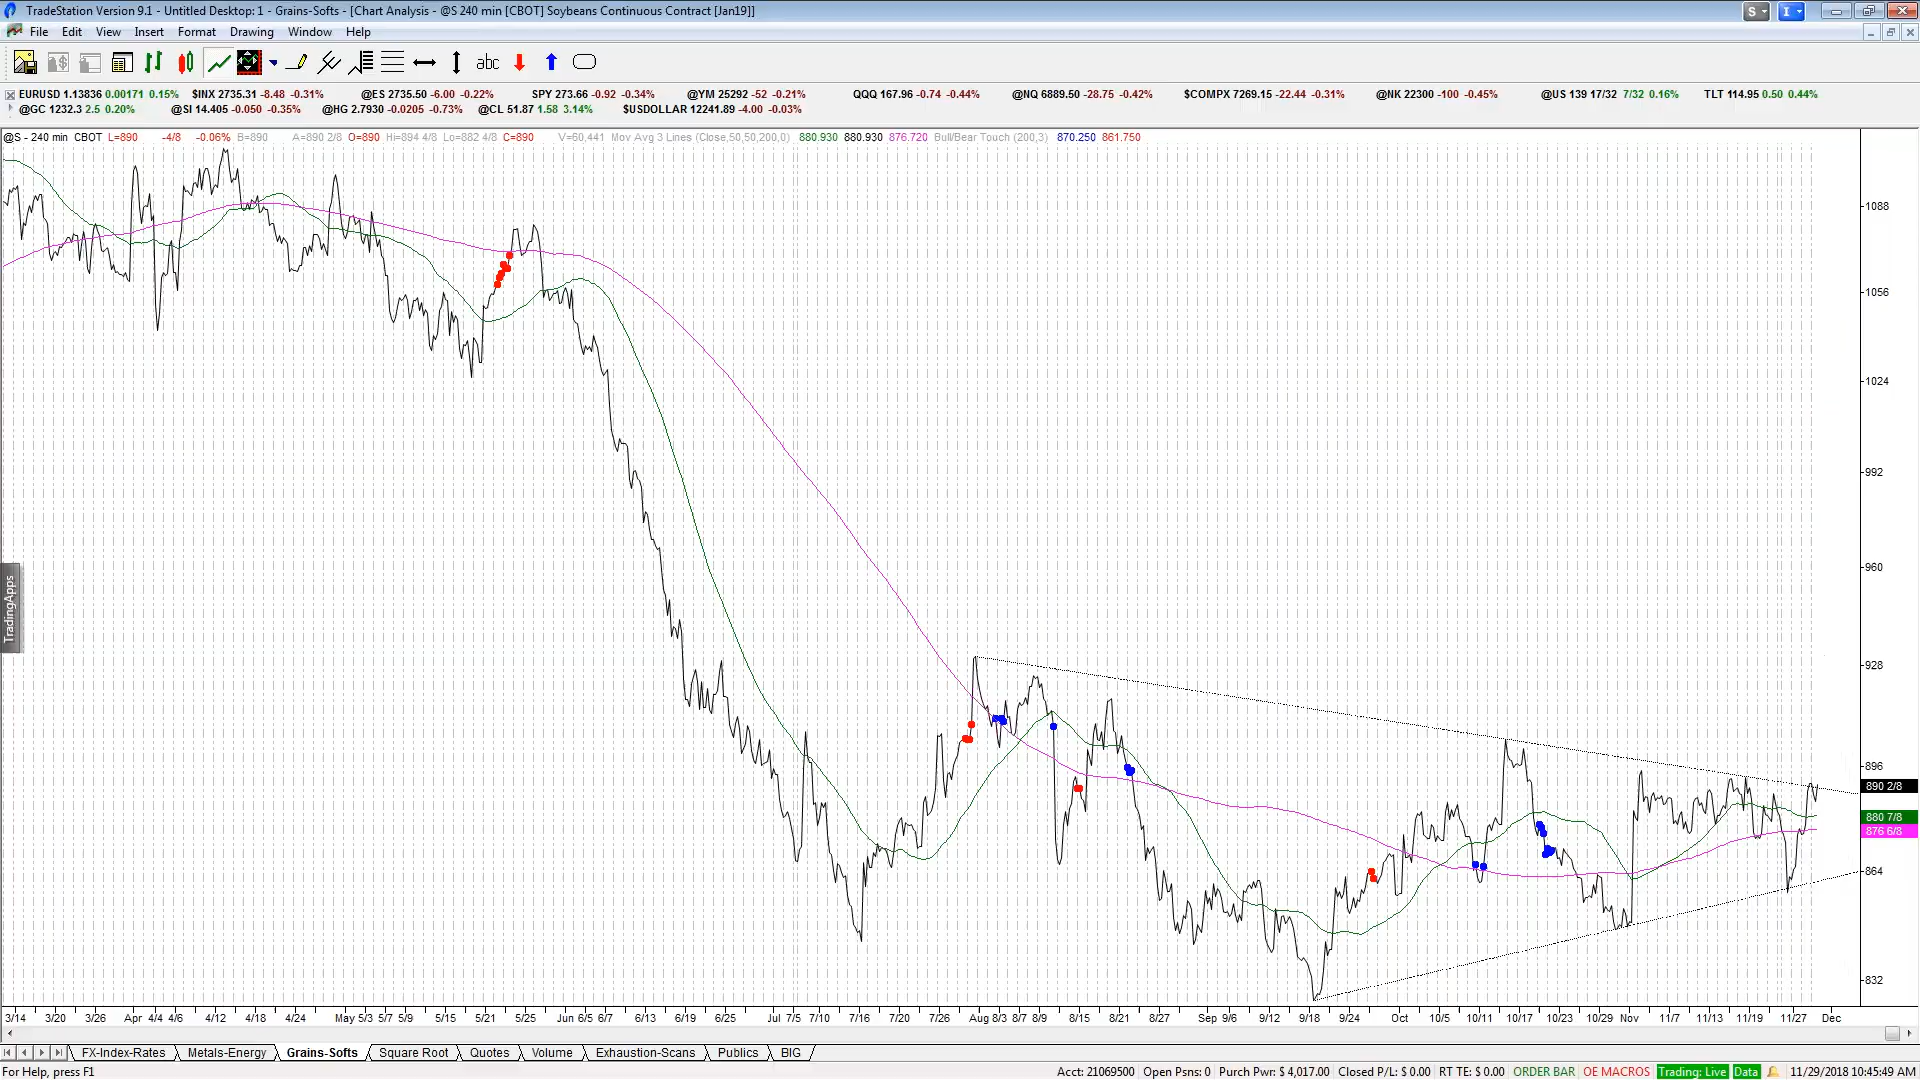 TradeStation Version 9.1 - Untitled Desktop: 1 - Grains-Softs - [Chart Analysis - @S 240 min [CBOT] Soybeans Continuous Contract [Jan19]]
S I
File Edit View Insert Format Drawing Window Help
abc
EURUSD 1.13836 0.00171 0.15% $INX 2735.31 -8.48 -0.31% @ES 2735.50 -6.00 -0.22% SPY 273.66 -0.92 -0.34% @YM 25292 -52 -0.21% QQQ 167.96 -0.74 -0.44% @NQ 6889.50 -28.75 -0.42% $COMPX 7269.15 -22.44 -0.31% @NK 22300 -100 -0.45% @US 139 17/32 7/32 0.16% TLT 114.95 0.50 0.44%
@GC 1232.3 2.5 0.20% @SI 14.405 -0.050 -0.35% @HG 2.7930 -0.0205 -0.73% @CL 51.87 1.58 3.14% $USDOLLAR 12241.89 -4.00 -0.03%
@S - 240 min CBOT L=890 -4/8 -0.06% B=890 A=890 2/8 O=890 Hi=894 4/8 Lo=882 4/8 C=890 V=60,441 Mov Avg 3 Lines (Close,50,50,200,0) 880.930 880.930 876.720 Bull/Bear Touch (200,3) 870.250 861.750
1088
1056
1024
992
960
TradingApps
928
896
890 2/8
880 7/8
876 6/8
864
832
3/14 3/20 3/26 Apr 4/4 4/6 4/12 4/18 4/24 May 5/3 5/7 5/9 5/15 5/21 5/25 Jun 6/5 6/7 6/13 6/19 6/25 Jul 7/5 7/10 7/16 7/20 7/26 Aug 8/3 8/7 8/9 8/15 8/21 8/27 Sep 9/6 9/12 9/18 9/24 Oct 10/5 10/11 10/17 10/23 10/29 Nov 11/7 11/13 11/19 11/27 Dec
FX-Index-Rates Metals-Energy Grains-Softs Square Root Quotes Volume Exhaustion-Scans Publics BIG
For Help, press F1 Acct: 21069500 Open Psns: 0 Purch Pwr: $ 4,017.00 Closed P/L: $ 0.00 RT TE: $ 0.00 ORDER BAR OE MACROS Trading: Live Data 11/29/2018 10:45:49 AM